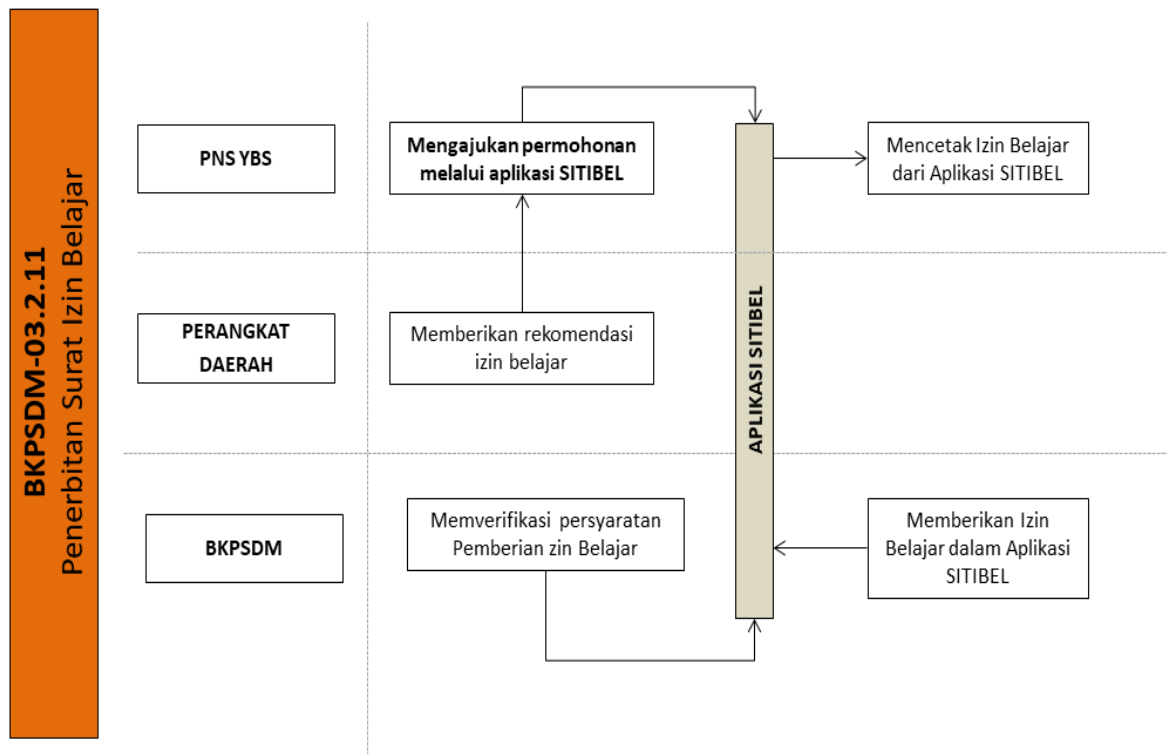 BKPSDM-03.2.11
Penerbitan Surat Izin Belajar
PNS YBS
Mengajukan permohonan
melalui aplikasi SITIBEL
Mencetak Izin Belajar
dari Aplikasi SITIBEL
PERANGKAT
DAERAH
Memberikan rekomendasi
izin belajar
APLIKASI SITIBEL
BKPSDM
Memverifikasi persyaratan
Pemberian zin Belajar
Memberikan Izin
Belajar dalam Aplikasi
SITIBEL